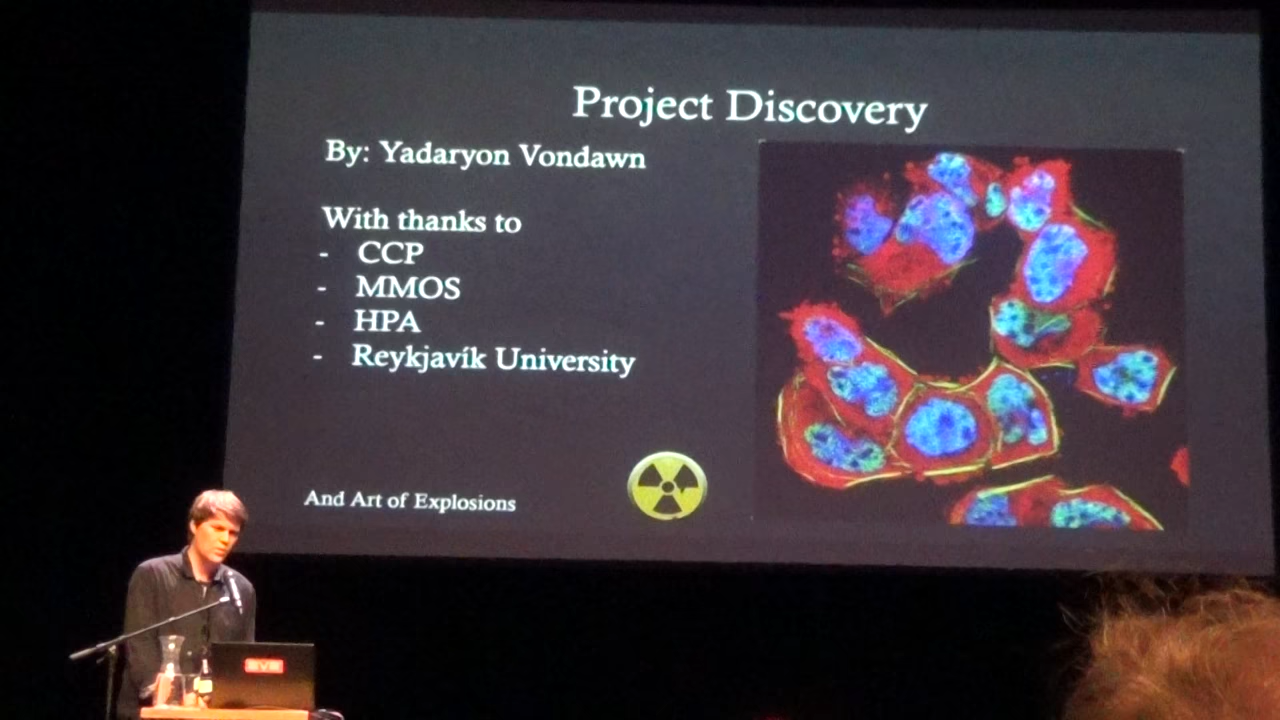 Project Discovery
By: Yadaryon Vondawn
With thanks to
- CCP
- MMOS
- HPA
- Reykjavík University
And Art of Explosions